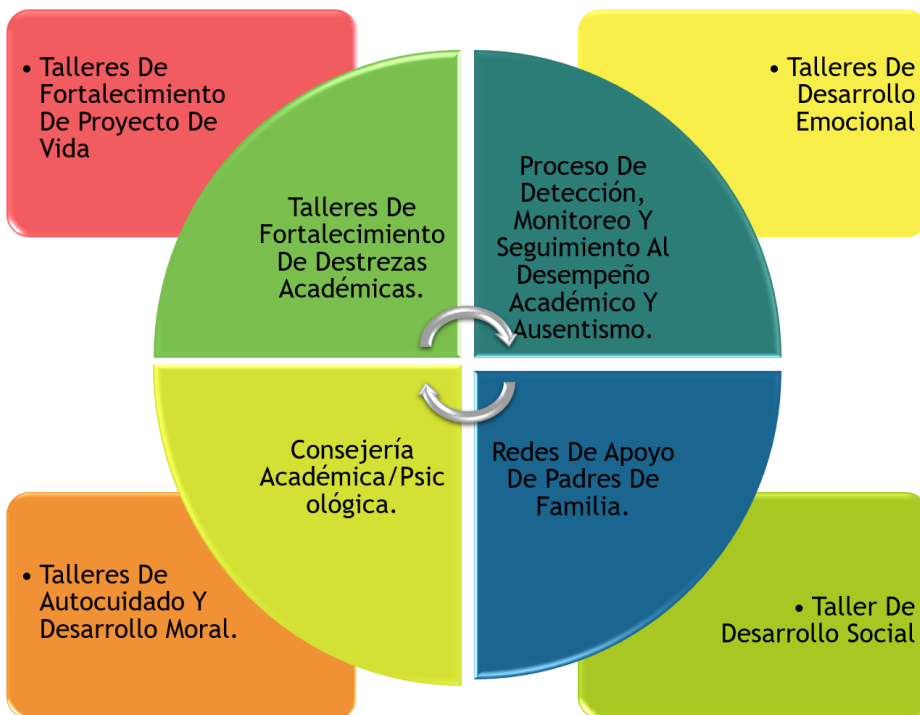 • Talleres De
Fortalecimiento
De Proyecto De
Vida
• Talleres De
Desarrollo
Emocional
Talleres De
Fortalecimiento
De Destrezas
Académicas.
Proceso De
Detección,
Monitoreo Y
Seguimiento Al
Desempeño
Académico Y
Ausentismo.
Consejería
Académica/Psic
ológica.
Redes De Apoyo
De Padres De
Familia.
• Talleres De
Autocuidado Y
Desarrollo Moral.
• Taller De
Desarrollo Social